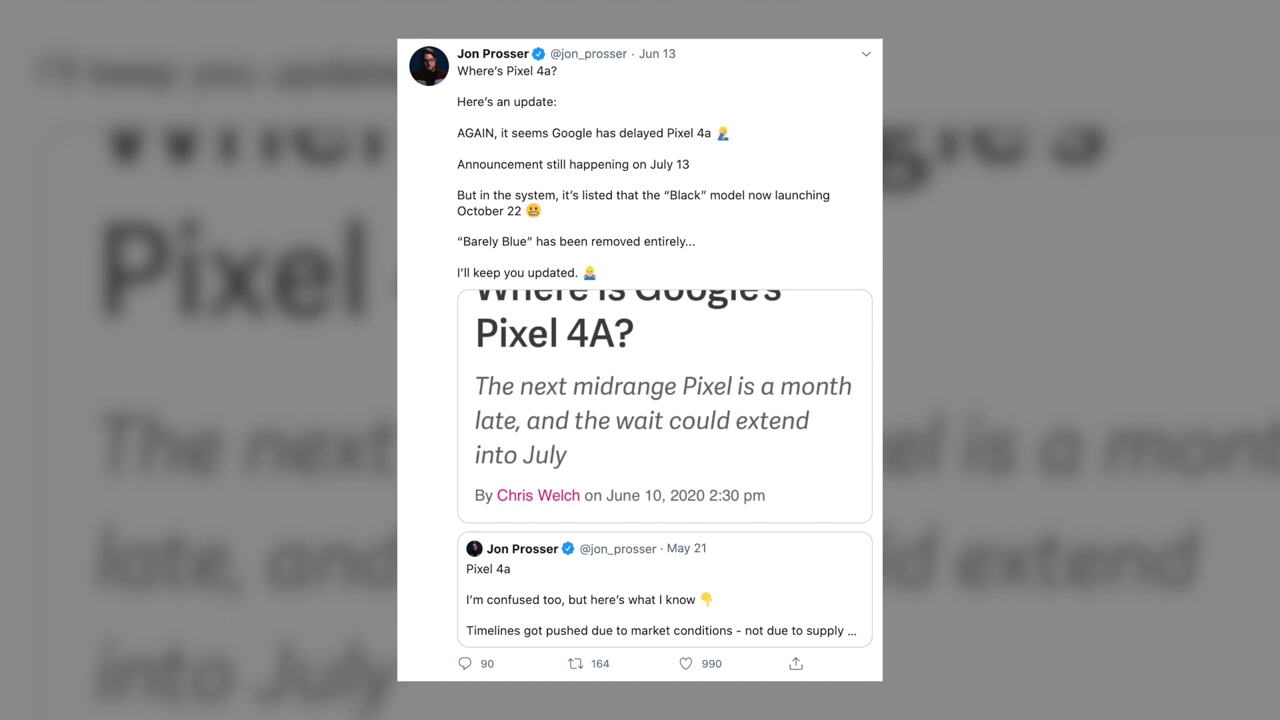 Jon Prosser @jon_prosser · Jun 13
Where's Pixel 4a?
Here's an update:
AGAIN, it seems Google has delayed Pixel 4a 🤦🏼‍♂️
Announcement still happening on July 13
But in the system, it's listed that the “Black” model now launching
October 22 😬
“Barely Blue” has been removed entirely...
I'll keep you updated. 🤷🏼‍♂️
Where is Google's
Pixel 4A?
The next midrange Pixel is a month
late, and the wait could extend
into July
By Chris Welch on June 10, 2020 2:30 pm
Jon Prosser @jon_prosser · May 21
Pixel 4a
I'm confused too, but here's what I know 👇
Timelines got pushed due to market conditions - not due to supply ...
90 164 990